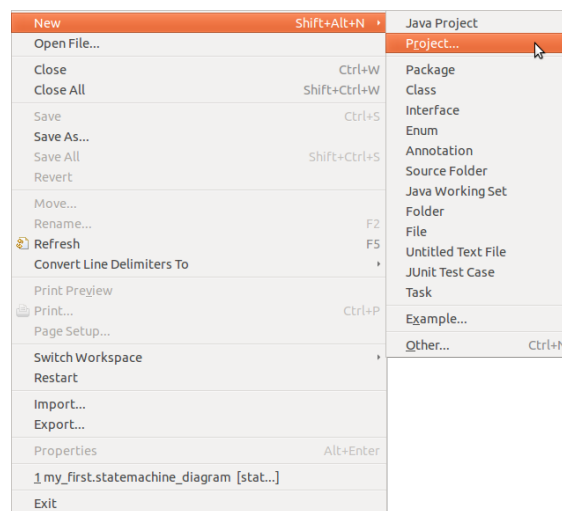 New Shift+Alt+N
Open File...
Close Ctrl+W
Close All Shift+Ctrl+W
Save Ctrl+S
Save As...
Save All Shift+Ctrl+S
Revert
Move...
Rename... F2
Refresh F5
Convert Line Delimiters To
Print Preview
Print... Ctrl+P
Page Setup...
Switch Workspace
Restart
Import...
Export...
Properties Alt+Enter
1 my_first.statemachine_diagram [stat...]
Exit
Java Project
Project...
Package
Class
Interface
Enum
Annotation
Source Folder
Java Working Set
Folder
File
Untitled Text File
JUnit Test Case
Task
Example...
Other... Ctrl+N